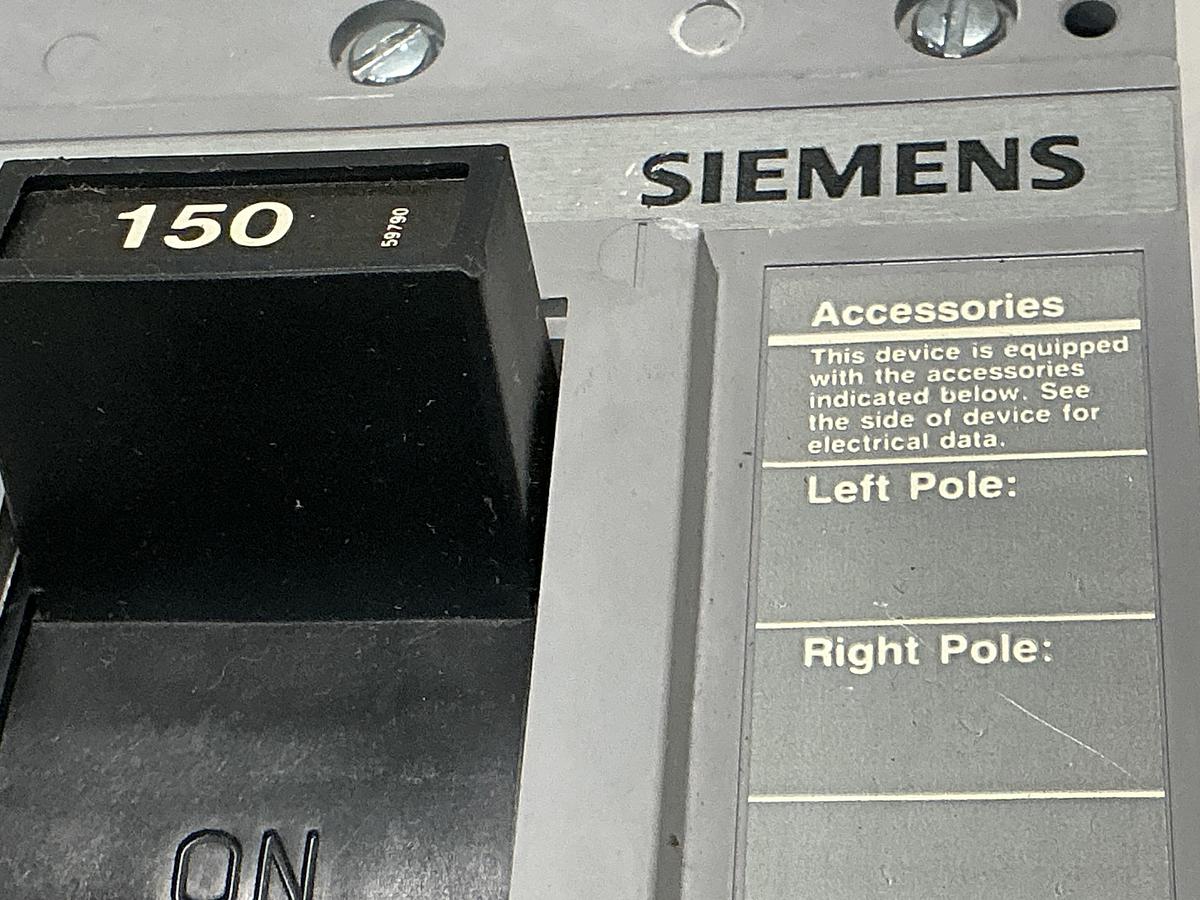 SIEMENS
150
59790
Accessories
This device is equipped
with the accessories
indicated below. See
the side of device for
electrical data.
Left Pole:
Right Pole:
ON